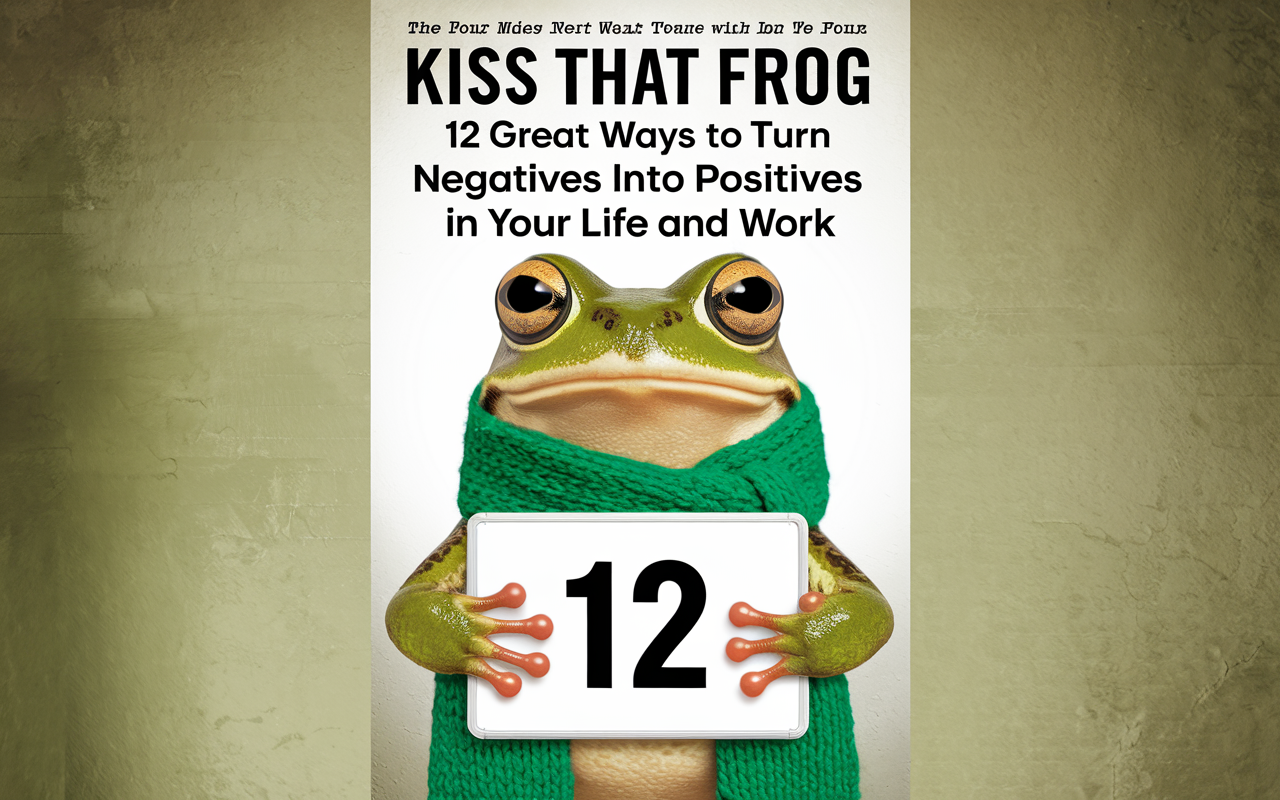 KISS THAT FROG
12 Great Ways to Turn
Negatives Into Positives
in Your Life and Work
12